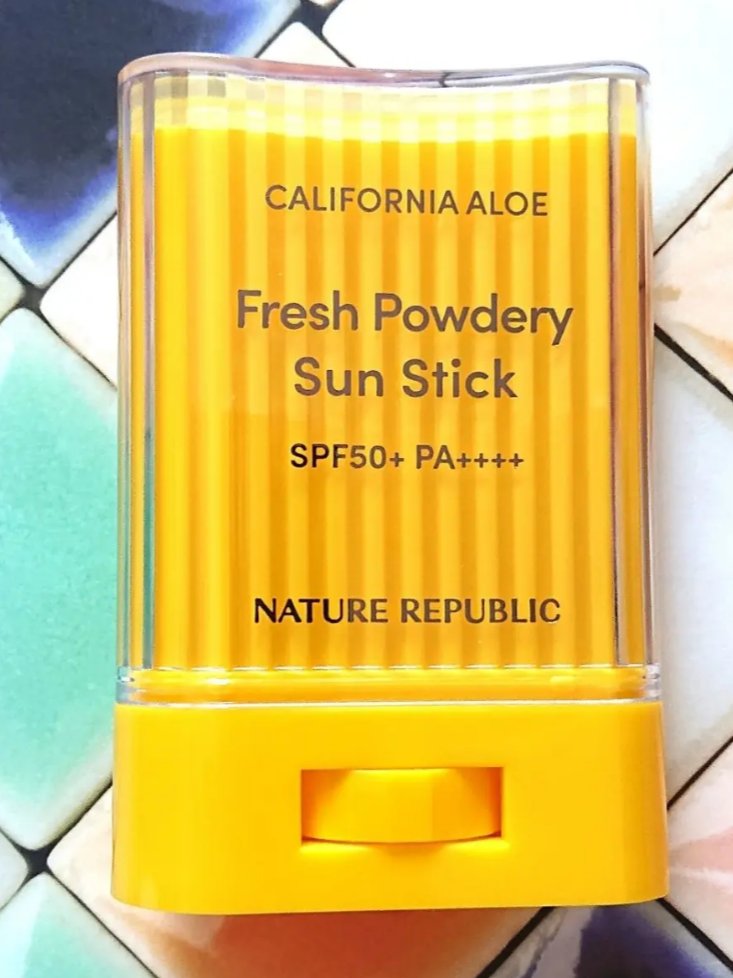 CALIFORNIA ALOE
Fresh Powdery
Sun Stick
SPF50+ PA++++
NATURE REPUBLIC